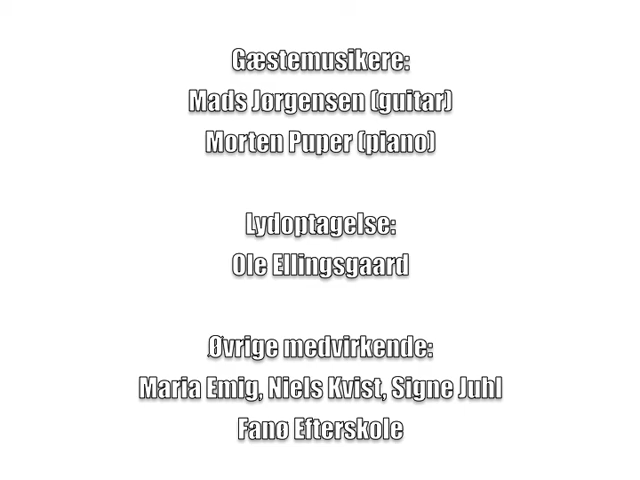 Gæstemusikere:
Mads Jørgensen (guitar)
Morten Puper (piano)
Lydoptagelse:
Ole Ellingsgaard
Øvrige medvirkende:
Maria Emig, Niels Kvist, Signe Juhl
Fanø Efterskole